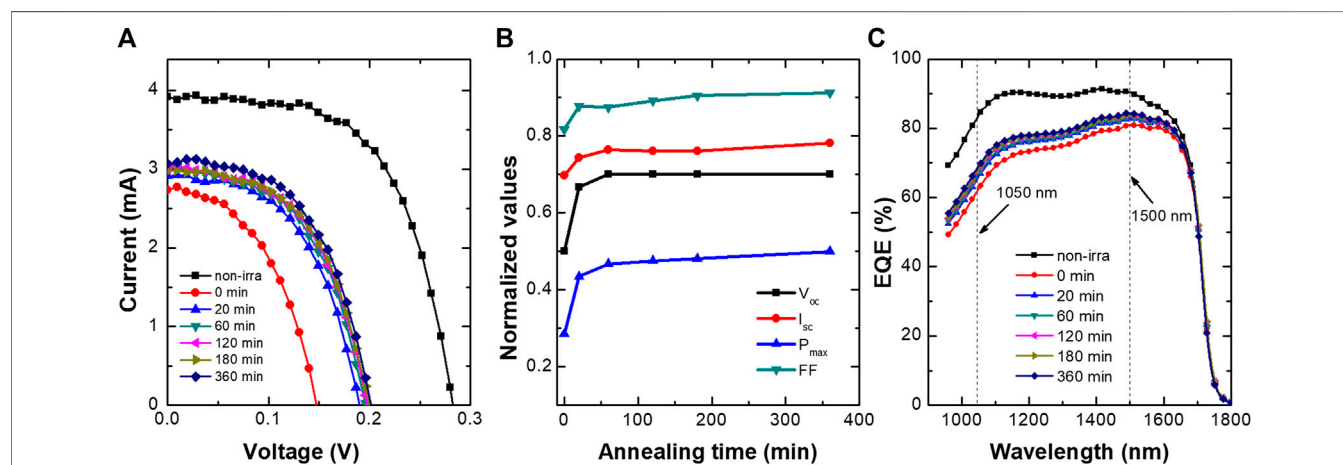 A
Current (mA)
4
3
2
1
0
0.0
0.1
0.2
0.3
Voltage (V)
non-irra
0 min
20 min
60 min
120 min
180 min
360 min
B
Normalized values
1.0
0.8
0.6
0.4
0.2
0
100
200
300
400
Annealing time (min)
Voc
Isc
Pmax
FF
C
EQE (%)
100
80
60
40
20
0
1000
1200
1400
1600
1800
Wavelength (nm)
1050 nm
1500 nm
non-irra
0 min
20 min
60 min
120 min
180 min
360 min